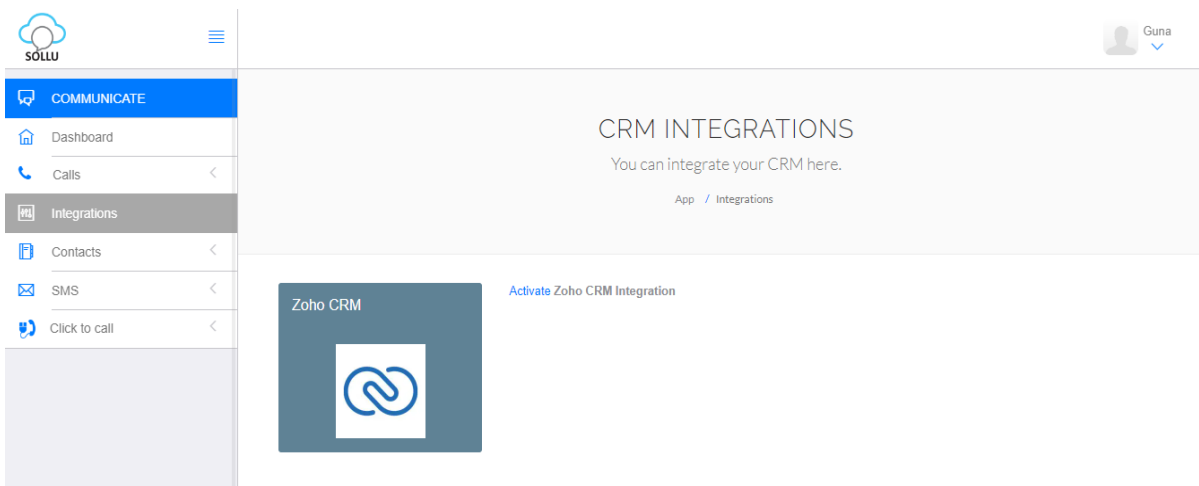 SOLLU
Guna
COMMUNICATE
Dashboard
Calls
Integrations
Contacts
SMS
Click to call
CRM INTEGRATIONS
You can integrate your CRM here.
App / Integrations
Zoho CRM
Activate Zoho CRM Integration